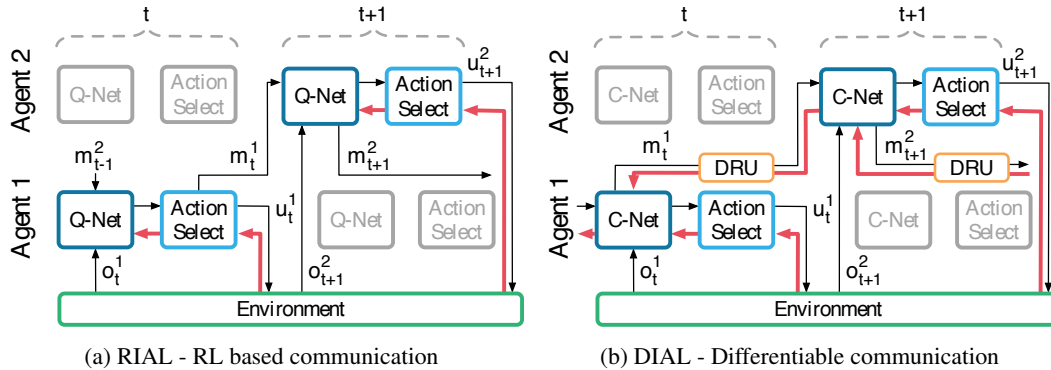 t
t+1
Agent 2
Q-Net
Action
Select
Q-Net
Action
Select
u²ₜ₊₁
m²ₜ₋₁
m¹ₜ
m²ₜ₊₁
Agent 1
Q-Net
Action
Select
u¹ₜ
Q-Net
Action
Select
o¹ₜ
o²ₜ₊₁
Environment
(a) RIAL - RL based communication
t
t+1
Agent 2
C-Net
Action
Select
C-Net
Action
Select
u²ₜ₊₁
m¹ₜ
DRU
m²ₜ₊₁
DRU
Agent 1
C-Net
Action
Select
u¹ₜ
C-Net
Action
Select
o¹ₜ
o²ₜ₊₁
Environment
(b) DIAL - Differentiable communication